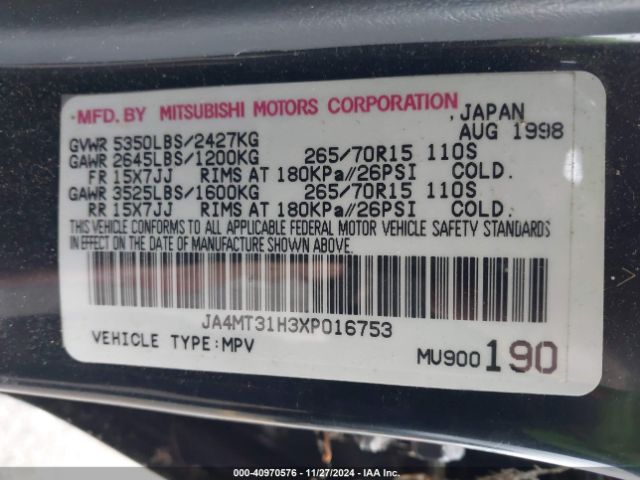 MFD. BY MITSUBISHI MOTORS CORPORATION, JAPAN
GVWR 5350LBS/2427KG AUG 1998
GAWR 2645LBS/1200KG 265/70R15 110S
FR 15X7JJ RIMS AT 180KPa//26PSI COLD.
GAWR 3525LBS/1600KG 265/70R15 110S
RR 15X7JJ RIMS AT 180KPa//26PSI COLD.
THIS VEHICLE CONFORMS TO ALL APPLICABLE FEDERAL MOTOR VEHICLE SAFETY STANDARDS
IN EFFECT ON THE DATE OF MANUFACTURE SHOWN ABOVE.
JA4MT31H3XP016753
VEHICLE TYPE:MPV MU900190
000-40970576 | 11/27/2024 | IAA Inc.